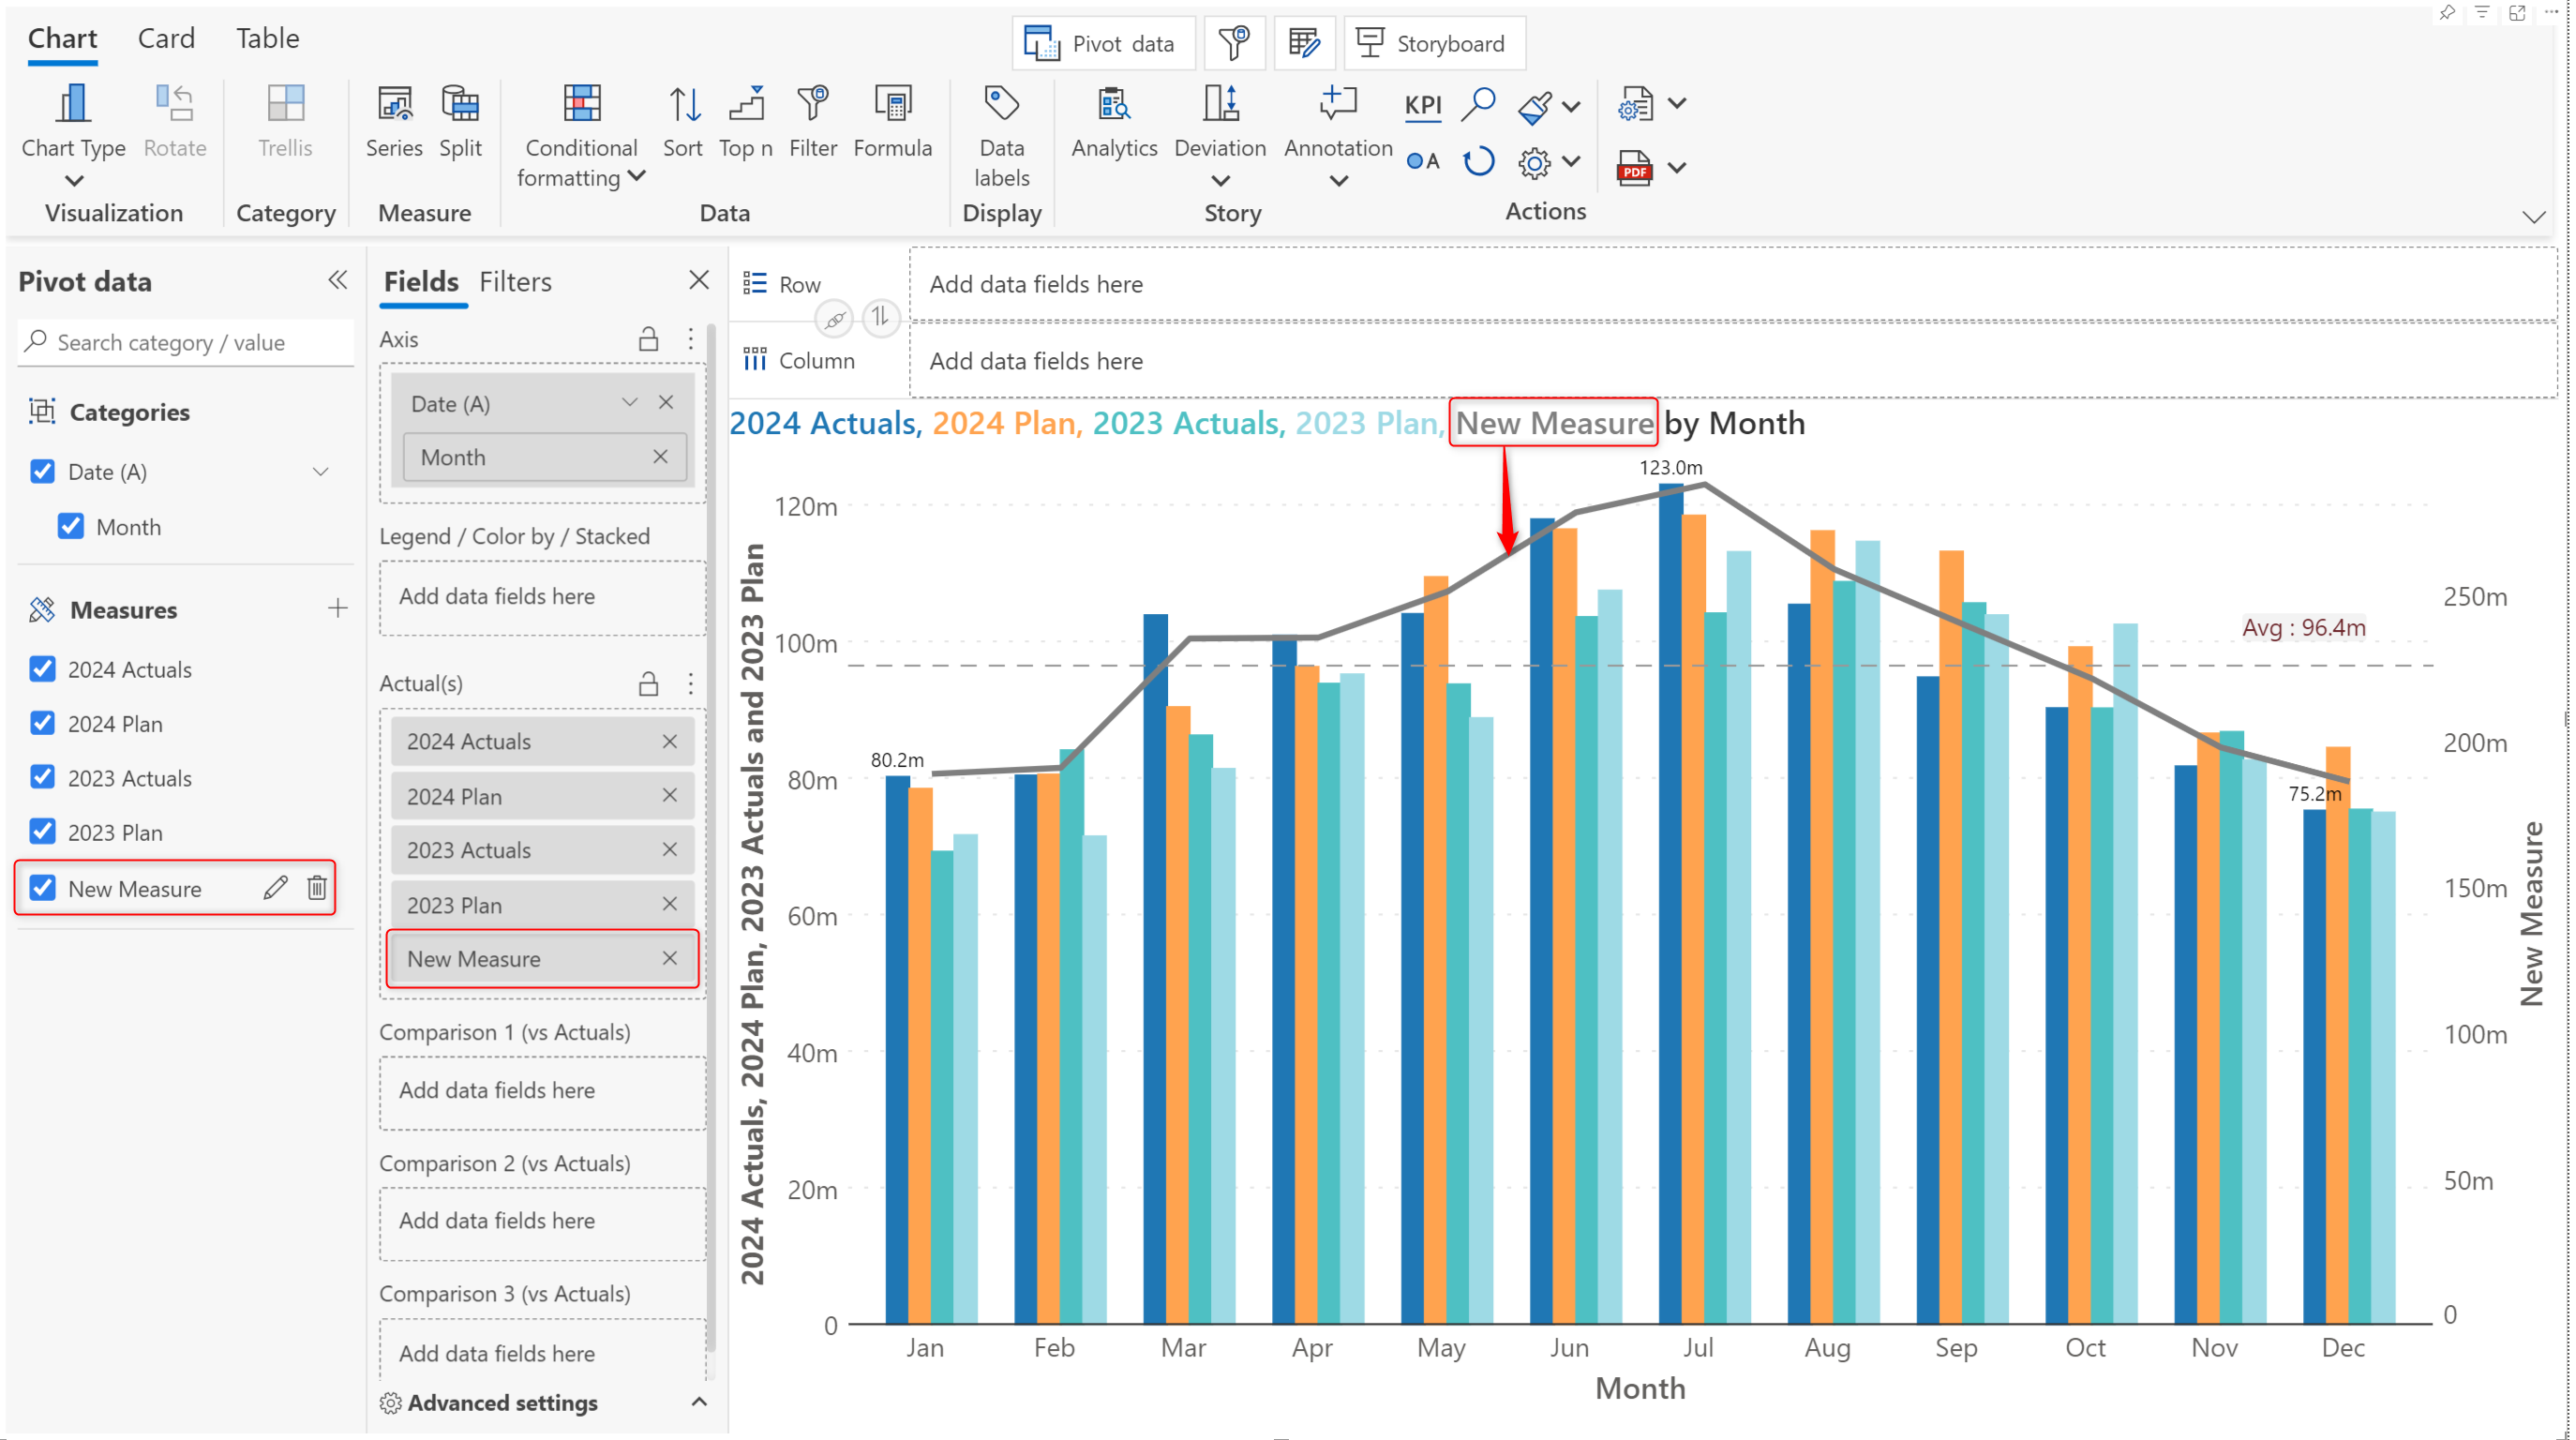 Chart Card Table
Pivot data Storyboard
Chart Type Rotate
Trellis
Series Split
Conditional formatting Sort Top n Filter Formula
Data labels
Analytics Deviation Annotation KPI
A
PDF
Visualization Category Measure Data Display Story Actions
Pivot data
Search category / value
Categories
Date (A)
Month
Measures
2024 Actuals
2024 Plan
2023 Actuals
2023 Plan
New Measure
Fields Filters
Axis
Date (A)
Month
Legend / Color by / Stacked
Add data fields here
Actual(s)
2024 Actuals
2024 Plan
2023 Actuals
2023 Plan
New Measure
Comparison 1 (vs Actuals)
Add data fields here
Comparison 2 (vs Actuals)
Add data fields here
Comparison 3 (vs Actuals)
Add data fields here
Advanced settings
Row Add data fields here
Column Add data fields here
2024 Actuals, 2024 Plan, 2023 Actuals, 2023 Plan, New Measure by Month
2024 Actuals, 2024 Plan, 2023 Actuals and 2023 Plan
120m
100m
80m
60m
40m
20m
0
80.2m
123.0m
75.2m
Avg : 96.4m
250m
200m
150m
100m
50m
0
New Measure
Jan Feb Mar Apr May Jun Jul Aug Sep Oct Nov Dec
Month